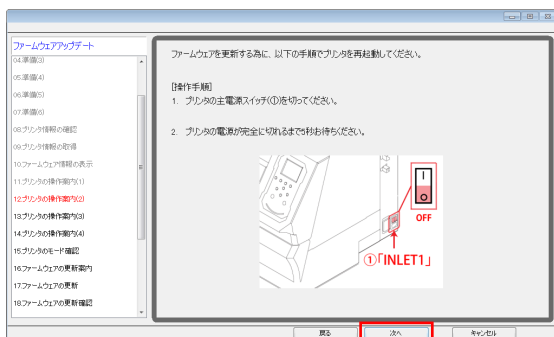 ファームウェアアップデート
04.準備(3)
05.準備(4)
06.準備(5)
07.準備(6)
08.プリンタ情報の確認
09.プリンタ情報の取得
10.ファームウェア情報の表示
11.プリンタの操作案内(1)
12.プリンタの操作案内(2)
13.プリンタの操作案内(3)
14.プリンタの操作案内(4)
15.プリンタのモード確認
16.ファームウェアの更新案内
17.ファームウェアの更新
18.ファームウェアの更新確認
ファームウェアを更新する為に、以下の手順でプリンタを再起動してください。
[操作手順]
1. プリンタの主電源スイッチ(①)を切ってください。
2. プリンタの電源が完全に切れるまで5秒お待ちください。
OFF
①「INLET1」
戻る
次へ
キャンセル